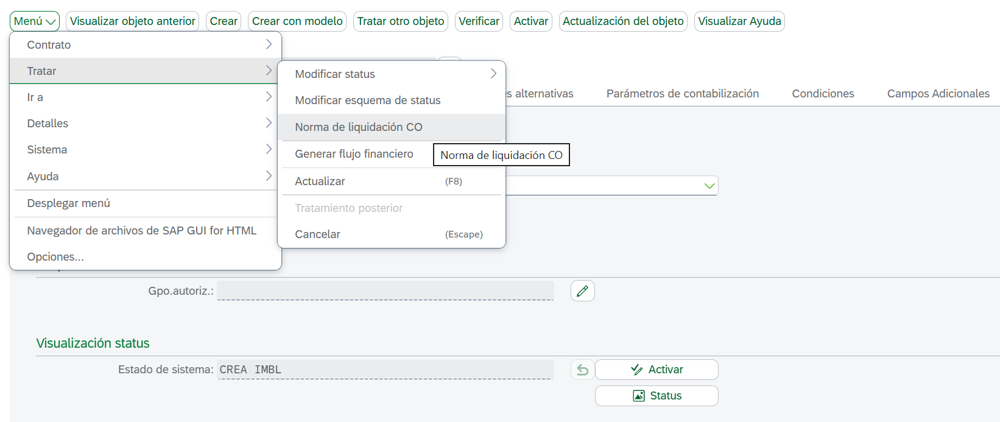 Menú
Visualizar objeto anterior
Crear
Crear con modelo
Tratar otro objeto
Verificar
Activar
Actualización del objeto
Visualizar Ayuda
Contrato
Tratar
Ir a
Detalles
Sistema
Ayuda
Desplegar menú
Navegador de archivos de SAP GUI for HTML
Opciones...
Modificar status
Modificar esquema de status
Norma de liquidación CO
Generar flujo financiero
Norma de liquidación CO
Actualizar (F8)
Tratamiento posterior
Cancelar (Escape)
alternativas
Parámetros de contabilización
Condiciones
Campos Adicionales
Gpo.autoriz.:
Visualización status
Estado de sistema: CREA IMBL
Activar
Status